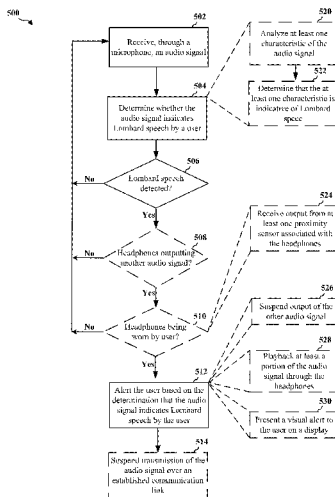 500
502
Receive, through a
microphone, an audio signal
504
Determine whether the
audio signal indicates
Lombard speech by a user
506
Lombard speech
detected?
No
Yes
508
Headphones outputting
another audio signal?
No
Yes
510
Headphones being
worn by user?
No
Yes
512
Alert the user based on the
determination that the audio
signal indicates Lombard
speech by the user
514
Suspend transmission of the
audio signal over an
established communication
link
520
Analyze at least one
characteristic of the
audio signal
522
Determine that the at
least one characteristic is
indicative of Lombard
speec
524
Receive output from at
least one proximity
sensor associated with
the headphones
526
Suspend output of
the other audio signal
528
Playback at least a
portion of the audio
signal through the
headphones
530
Present a visual alert to
the user on a display